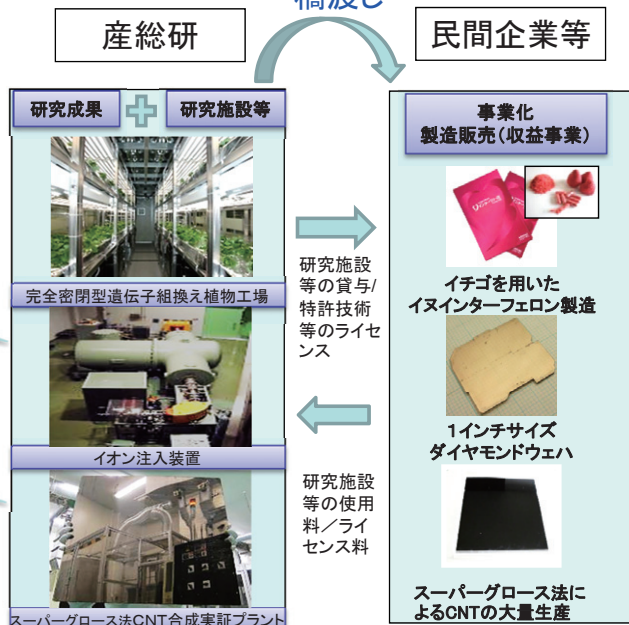 橋渡し
産総研
民間企業等
研究成果
研究施設等
完全密閉型遺伝子組換え植物工場
イオン注入装置
スーパーグロース法CNT合成実証プラント
研究施設
等の貸与/
特許技術
等のライセ
ンス
研究施設
等の使用
料／ライ
センス料
事業化
製造販売(収益事業)
イチゴを用いた
イヌインターフェロン製造
1インチサイズ
ダイヤモンドウェハ
スーパーグロース法に
よるCNTの大量生産